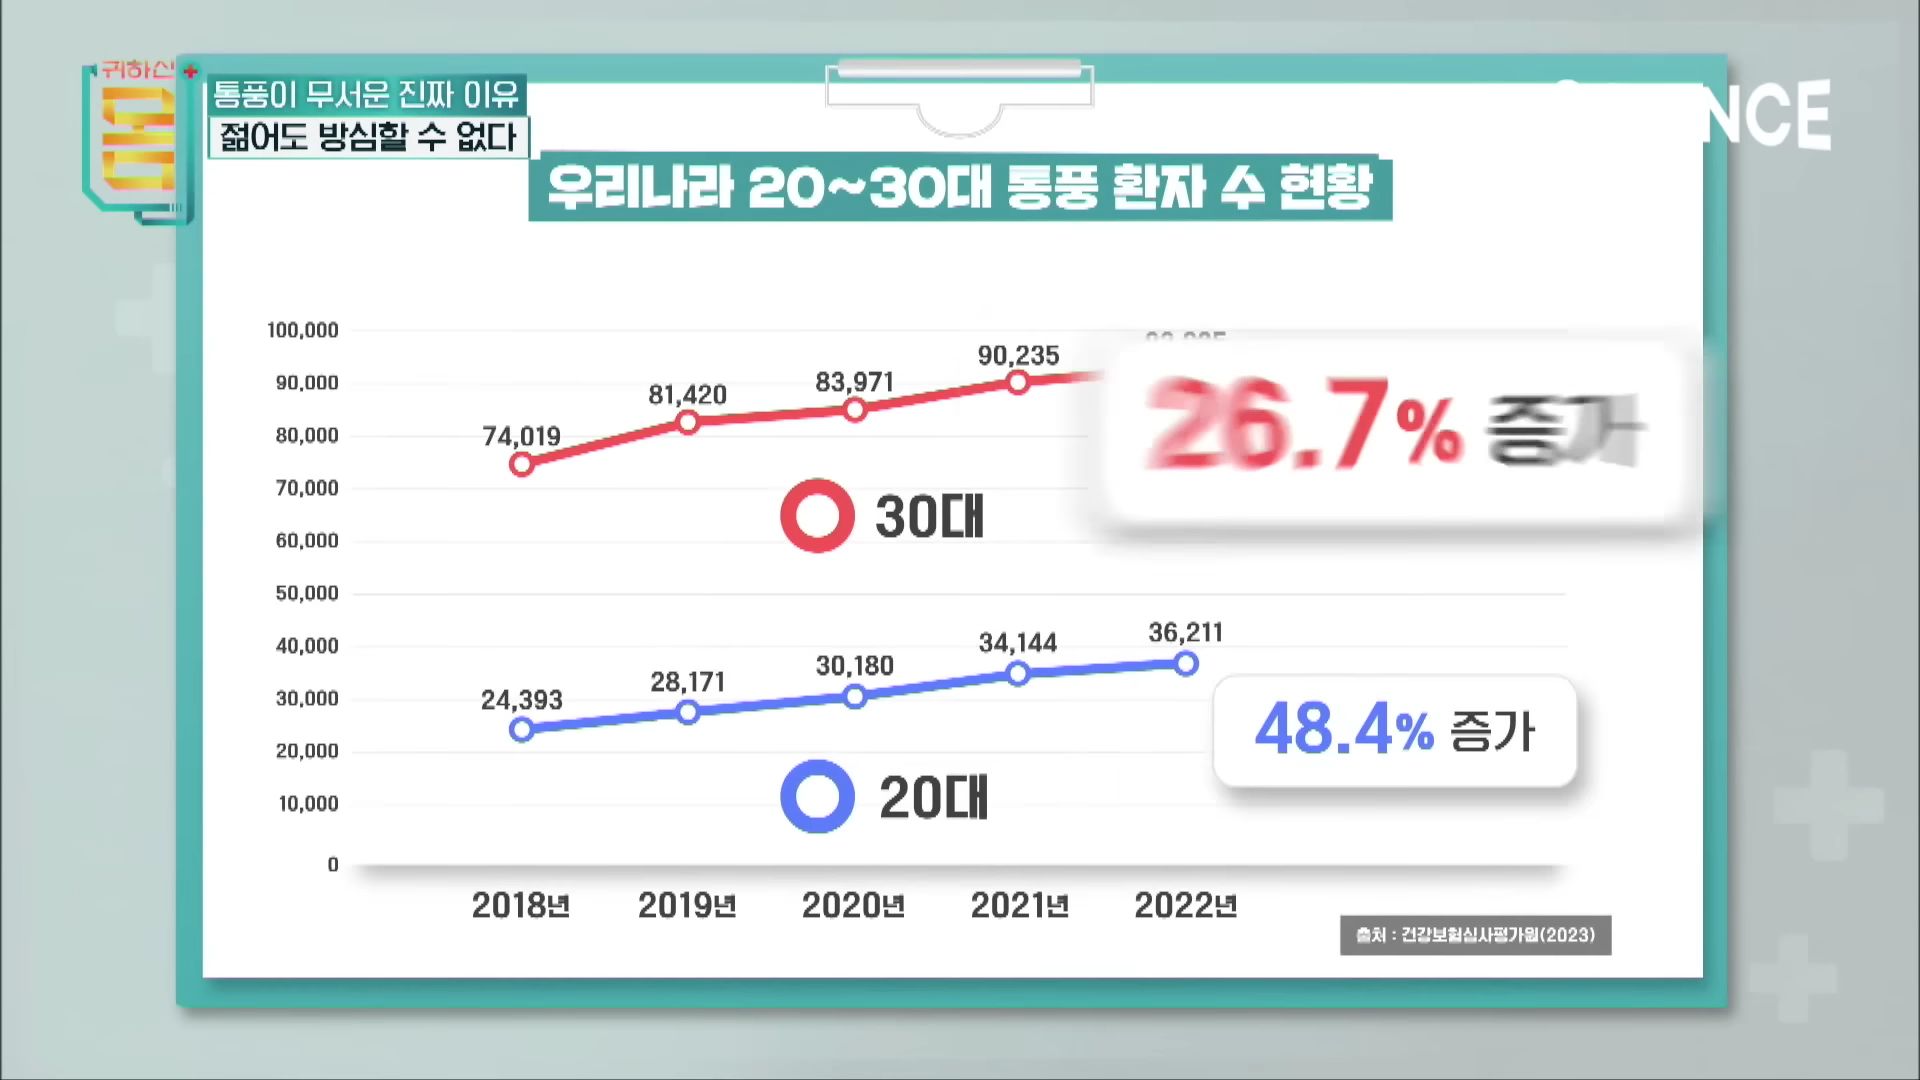 귀하신
몸
통풍이 무서운 진짜 이유
젊어도 방심할 수 없다
NCE
우리나라 20~30대 통풍 환자 수 현황
100,000
90,000
80,000
70,000
60,000
50,000
40,000
30,000
20,000
10,000
0
74,019
81,420
83,971
90,235
26.7% 증가
30대
24,393
28,171
30,180
34,144
36,211
48.4% 증가
20대
2018년
2019년
2020년
2021년
2022년
출처 : 건강보험심사평가원(2023)